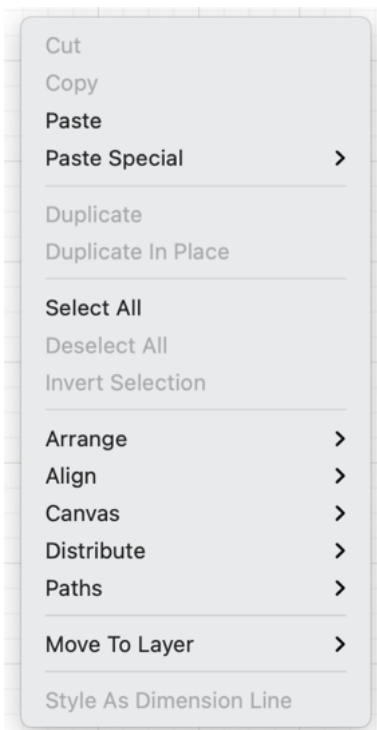 Cut
Copy
Paste
Paste Special
Duplicate
Duplicate In Place
Select All
Deselect All
Invert Selection
Arrange
Align
Canvas
Distribute
Paths
Move To Layer
Style As Dimension Line